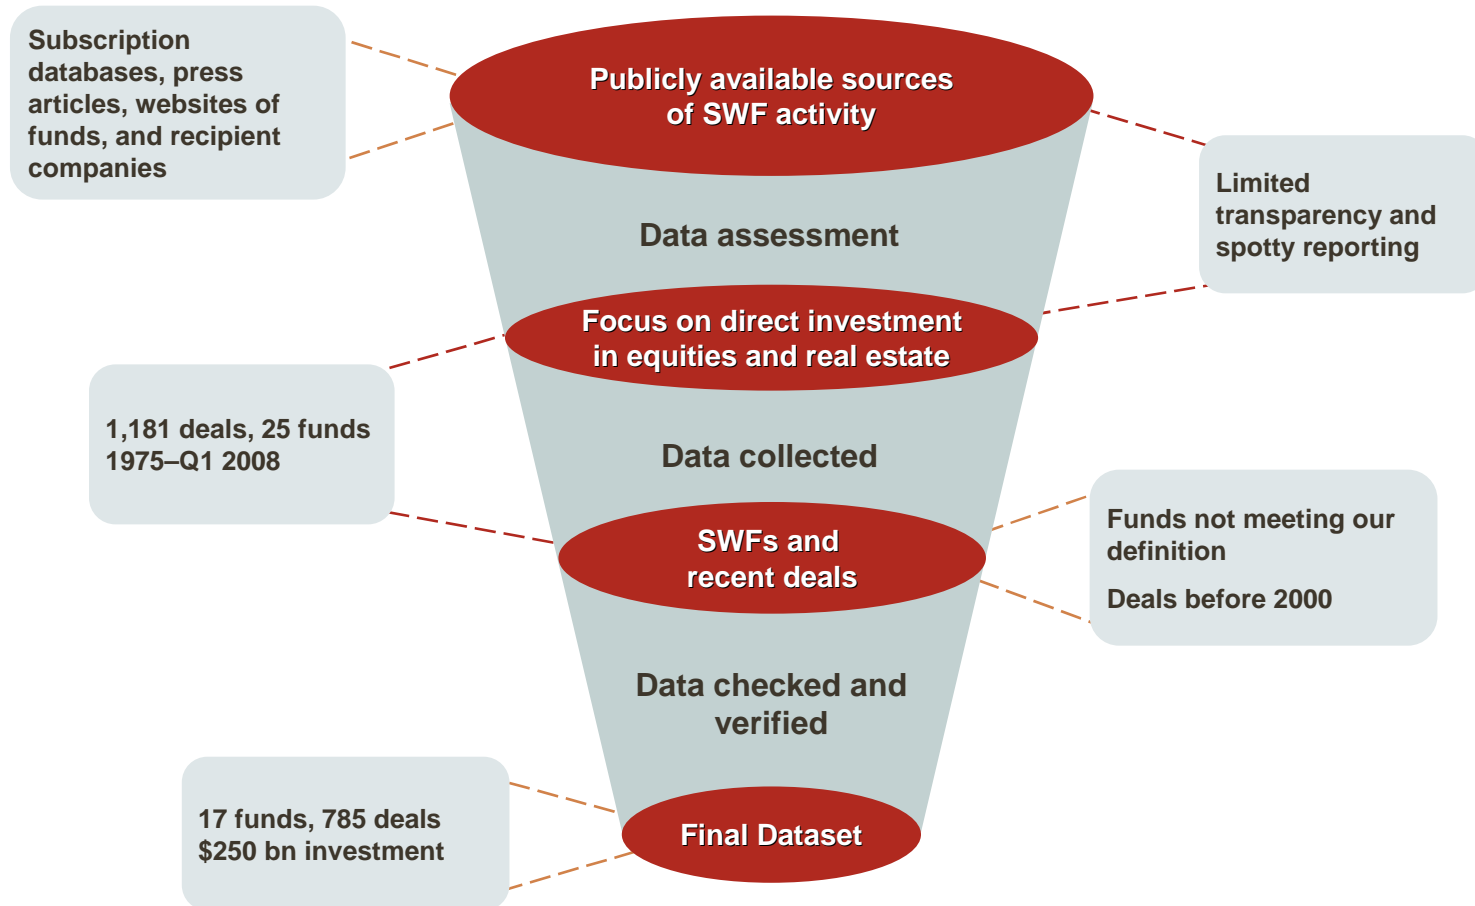 Subscription
databases, press
articles, websites of
funds, and recipient
companies
Publicly available sources
of SWF activity
Limited
transparency and
spotty reporting
Data assessment
Focus on direct investment
in equities and real estate
1,181 deals, 25 funds
1975–Q1 2008
Data collected
SWFs and
recent deals
Funds not meeting our
definition
Deals before 2000
Data checked and
verified
17 funds, 785 deals
$250 bn investment
Final Dataset